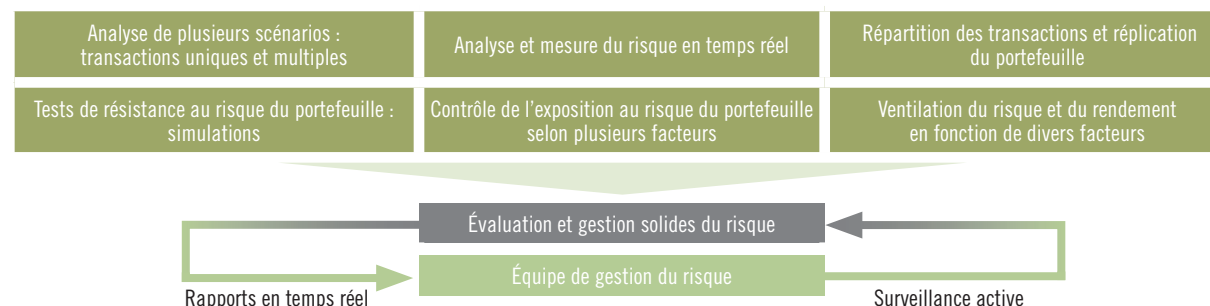 Analyse de plusieurs scénarios :
transactions uniques et multiples
Analyse et mesure du risque en temps réel
Répartition des transactions et réplication
du portefeuille
Tests de résistance au risque du portefeuille :
simulations
Contrôle de l'exposition au risque du portefeuille
selon plusieurs facteurs
Ventilation du risque et du rendement
en fonction de divers facteurs
Évaluation et gestion solides du risque
Équipe de gestion du risque
Rapports en temps réel
Surveillance active